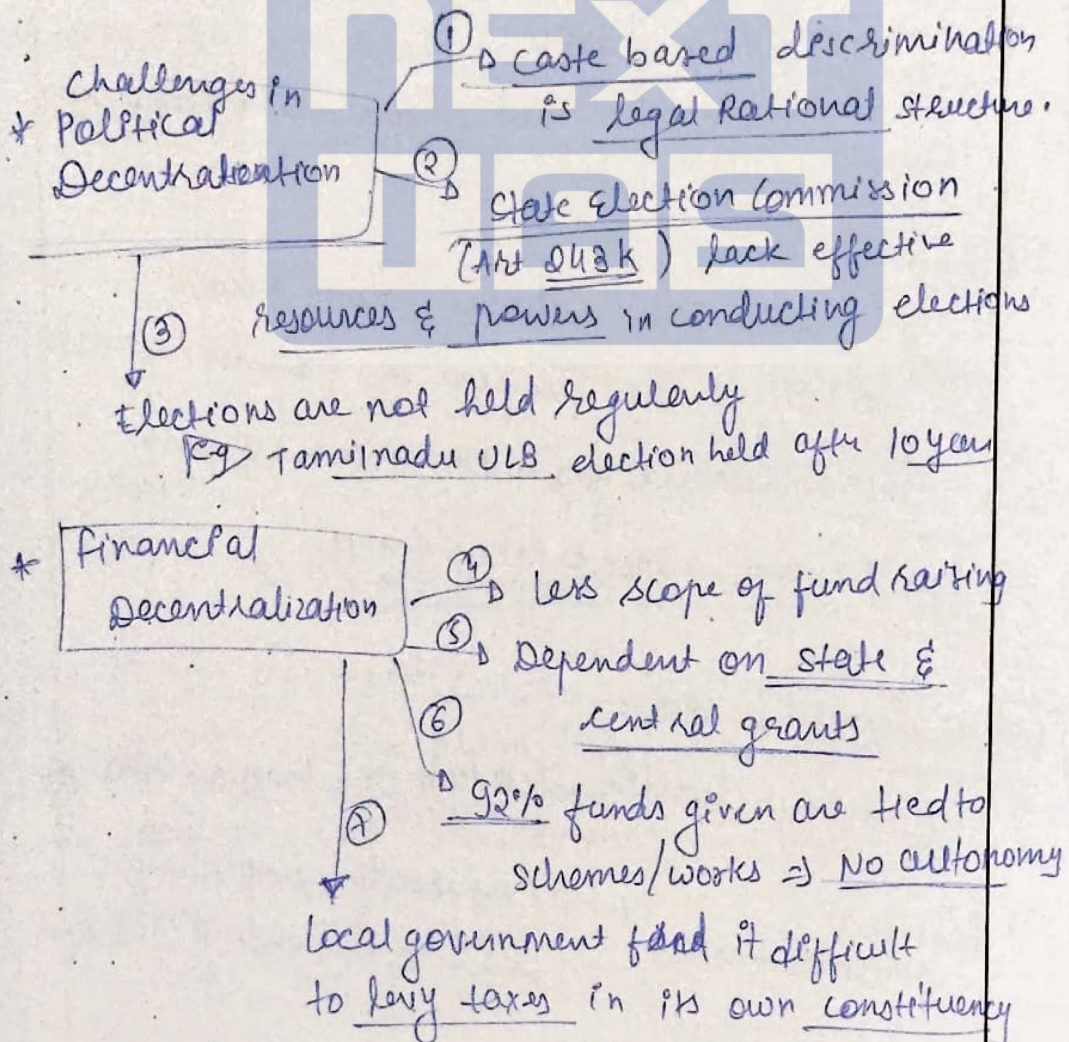 NEXT
IAS
① caste based discrimination
is legal Rational structure.
* Challenges in
Political
Decentralization
② State Election Commission
(Art 243K) lack effective
resources & powers in conducting elections
③
Elections are not held regularly
Eg Tamilnadu ULB election held after 10 year
* Financial
Decentralization
④ Less scope of fund raising
⑤ Dependent on state &
central grants
⑥ 92% funds given are tied to
schemes/works ⇒ No autonomy
⑦
Local government find it difficult
to levy taxes in its own constituency